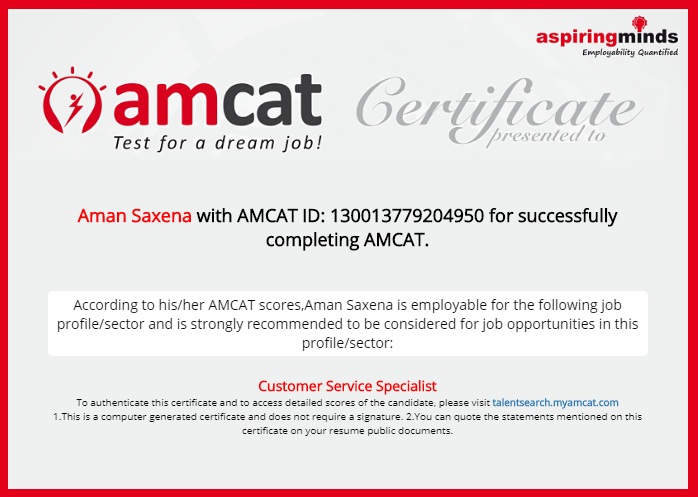 aspiringminds
Employability Quantified
amcat
Test for a dream job!
Certificate
presented to
Aman Saxena with AMCAT ID: 130013779204950 for successfully
completing AMCAT.
According to his/her AMCAT scores,Aman Saxena is employable for the following job
profile/sector and is strongly recommended to be considered for job opportunities in this
profile/sector:
Customer Service Specialist
To authenticate this certificate and to access detailed scores of the candidate, please visit talentsearch.myamcat.com
1.This is a computer generated certificate and does not require a signature. 2.You can quote the statements mentioned on this
certificate on your resume public documents.